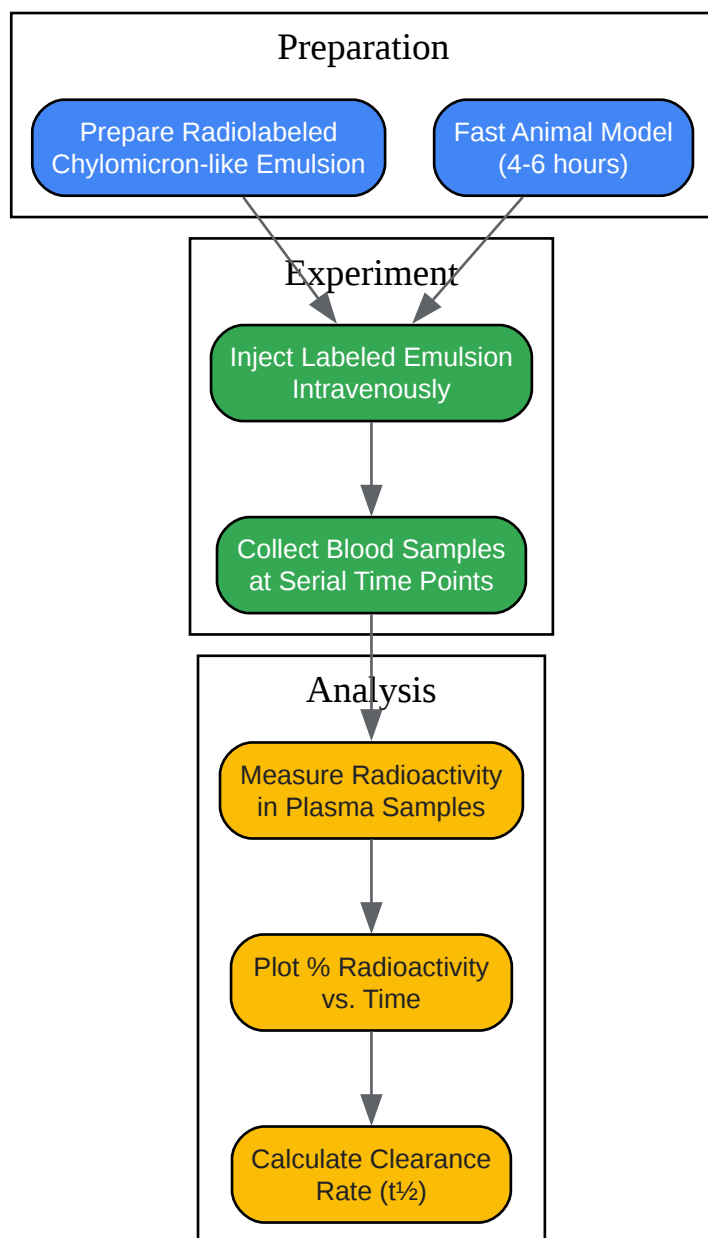 Preparation
Prepare Radiolabeled
Chylomicron-like Emulsion
Fast Animal Model
(4-6 hours)
Experiment
Inject Labeled Emulsion
Intravenously
Collect Blood Samples
at Serial Time Points
Analysis
Measure Radioactivity
in Plasma Samples
Plot % Radioactivity
vs. Time
Calculate Clearance
Rate (t½)